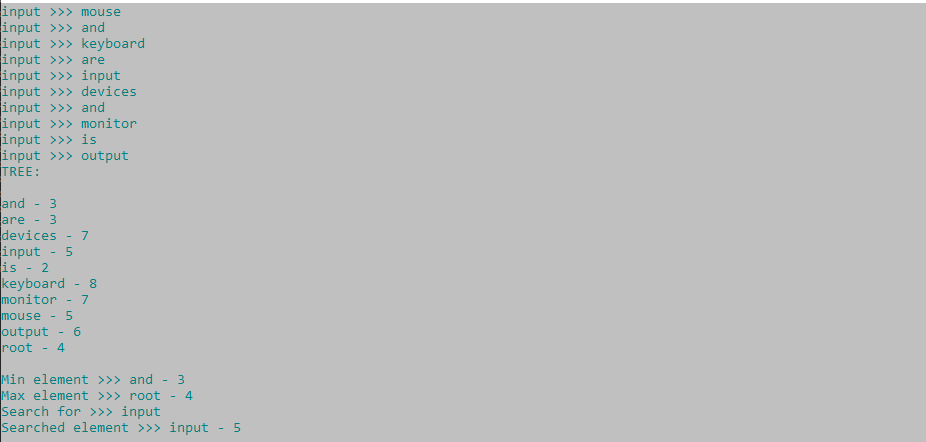 input >>> mouse
input >>> and
input >>> keyboard
input >>> are
input >>> input
input >>> devices
input >>> and
input >>> monitor
input >>> is
input >>> output
TREE:
and - 3
are - 3
devices - 7
input - 5
is - 2
keyboard - 8
monitor - 7
mouse - 5
output - 6
root - 4
Min element >>> and - 3
Max element >>> root - 4
Search for >>> input
Searched element >>> input - 5